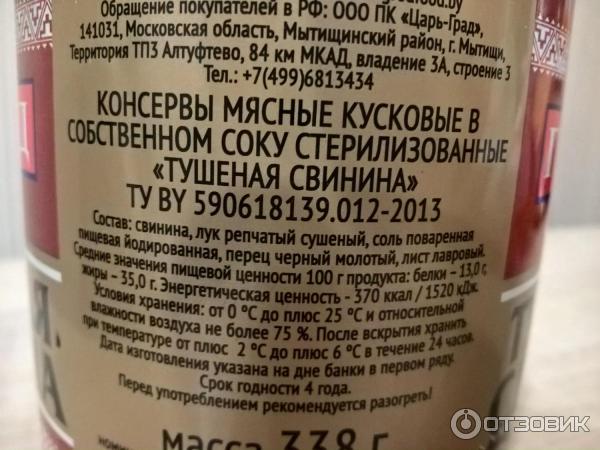 food.by
Обращение покупателей в РФ: ООО ПК «Царь-Град»,
141031, Московская область, Мытищинский район, г. Мытищи,
Территория ТПЗ Алтуфтево, 84 км МКАД, владение 3А, строение 3
Тел.: +7(499)6813434
КОНСЕРВЫ МЯСНЫЕ КУСКОВЫЕ В
СОБСТВЕННОМ СОКУ СТЕРИЛИЗОВАННЫЕ
«ТУШЕНАЯ СВИНИНА»
ТУ BY 590618139.012-2013
Состав: свинина, лук репчатый сушеный, соль поваренная
пищевая йодированная, перец черный молотый, лист лавровый.
Средние значения пищевой ценности 100 г продукта: белки – 13,0 г,
жиры – 35,0 г. Энергетическая ценность - 370 ккал / 1520 кДж.
Условия хранения: от 0 °С до плюс 25 °С и относительной
влажности воздуха не более 75 %. После вскрытия хранить
при температуре от плюс 2 °С до плюс 6 °С в течение 24 часов.
Дата изготовления указана на дне банки в первом ряду.
Срок годности 4 года.
Перед употреблением рекомендуется разогреть!
масса 338 г
ОТЗОВИК